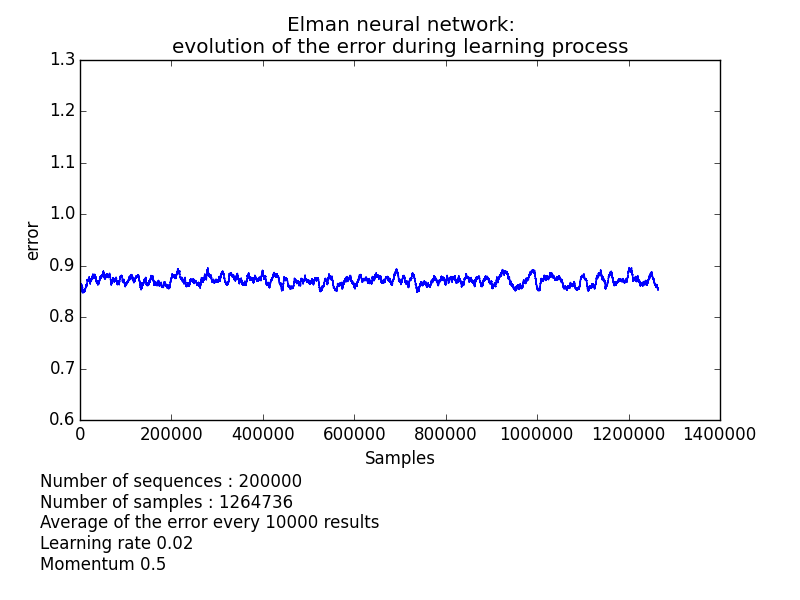 Elman neural network:
evolution of the error during learning process
1.3
1.2
1.1
1.0
0.9
0.8
0.7
0.6
error
0 200000 400000 600000 800000 1000000 1200000 1400000
Samples
Number of sequences : 200000
Number of samples : 1264736
Average of the error every 10000 results
Learning rate 0.02
Momentum 0.5